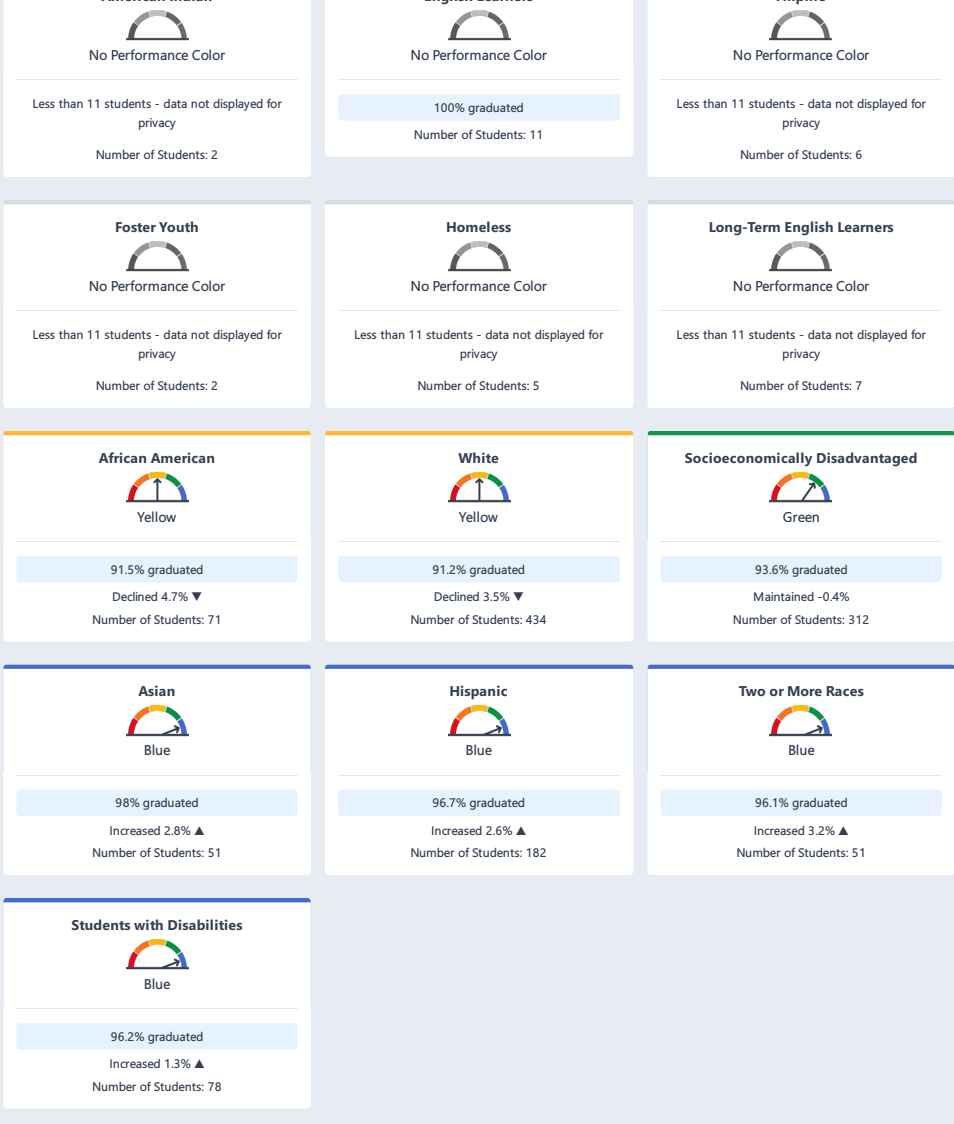 American Indian
No Performance Color
Less than 11 students - data not displayed for
privacy
Number of Students: 2
English Learners
No Performance Color
100% graduated
Number of Students: 11
Filipino
No Performance Color
Less than 11 students - data not displayed for
privacy
Number of Students: 6
Foster Youth
No Performance Color
Less than 11 students - data not displayed for
privacy
Number of Students: 2
Homeless
No Performance Color
Less than 11 students - data not displayed for
privacy
Number of Students: 5
Long-Term English Learners
No Performance Color
Less than 11 students - data not displayed for
privacy
Number of Students: 7
African American
Yellow
91.5% graduated
Declined 4.7% ▼
Number of Students: 71
White
Yellow
91.2% graduated
Declined 3.5% ▼
Number of Students: 434
Socioeconomically Disadvantaged
Green
93.6% graduated
Maintained -0.4%
Number of Students: 312
Asian
Blue
98% graduated
Increased 2.8% ▲
Number of Students: 51
Hispanic
Blue
96.7% graduated
Increased 2.6% ▲
Number of Students: 182
Two or More Races
Blue
96.1% graduated
Increased 3.2% ▲
Number of Students: 51
Students with Disabilities
Blue
96.2% graduated
Increased 1.3% ▲
Number of Students: 78